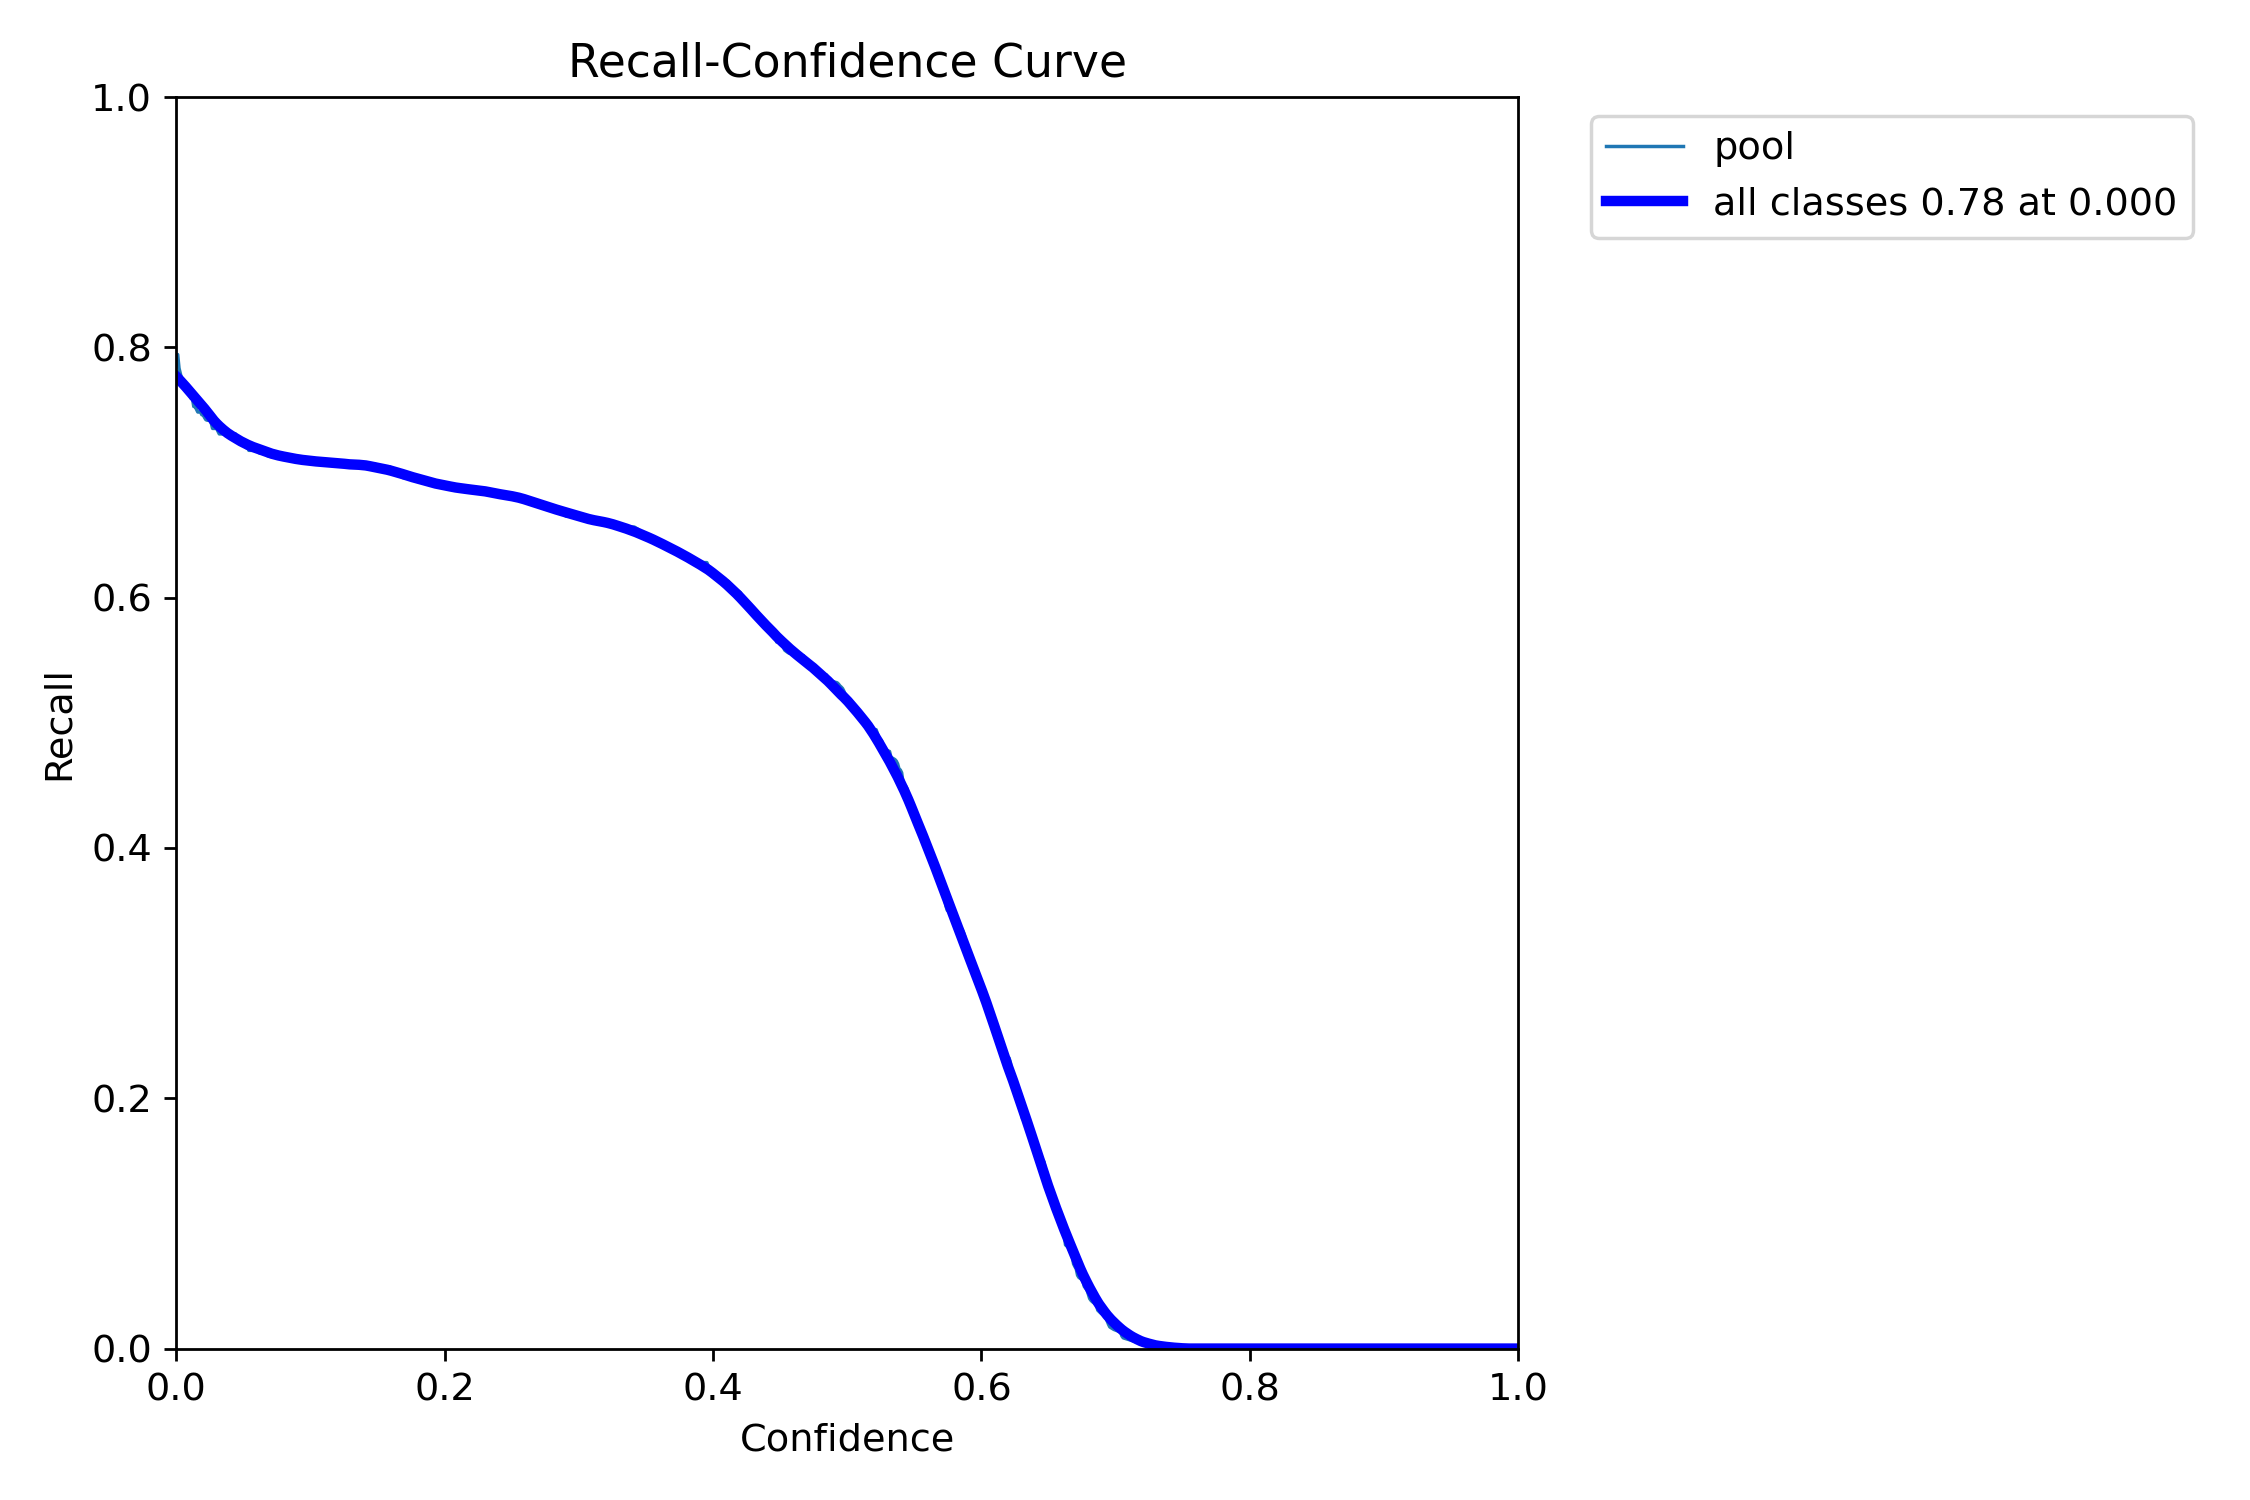 Recall-Confidence Curve
1.0
0.8
0.6
0.4
0.2
0.0
Recall
0.0 0.2 0.4 0.6 0.8 1.0
Confidence
pool
all classes 0.78 at 0.000